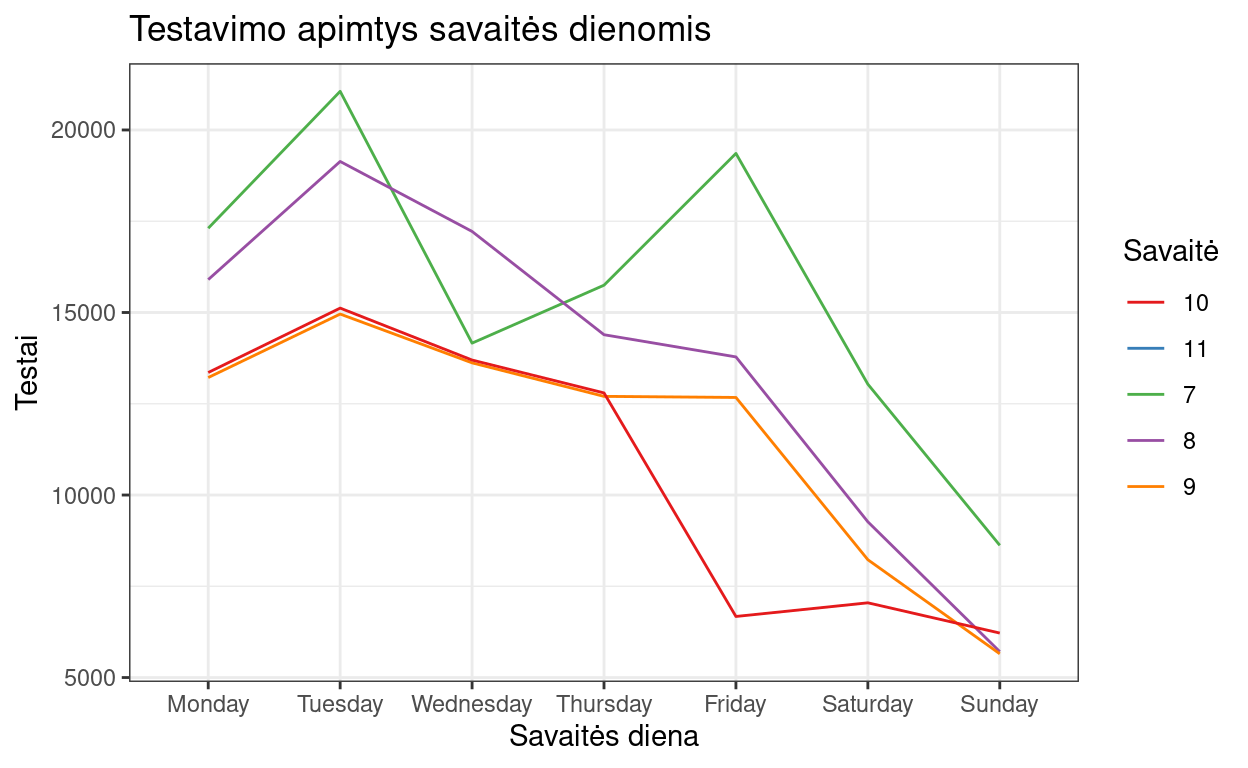 Testavimo apimtys savaitės dienomis
Testai
20000
15000
10000
5000
Monday Tuesday Wednesday Thursday Friday Saturday Sunday
Savaitės diena
Savaitė
10
11
7
8
9